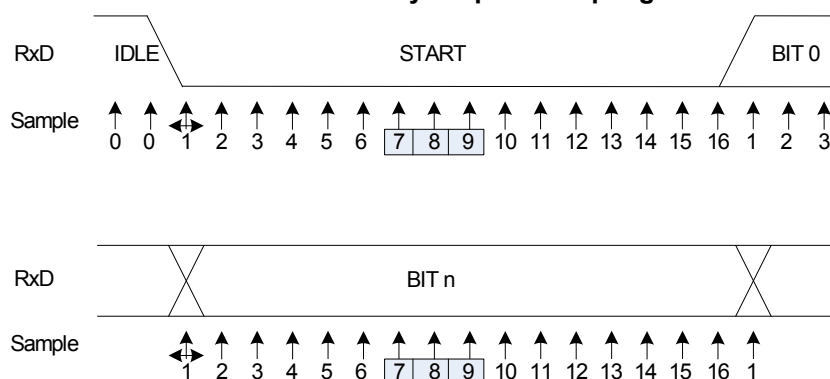 RxD IDLE START BIT 0
Sample
0 0 1 2 3 4 5 6 7 8 9 10 11 12 13 14 15 16 1 2 3
RxD BIT n
Sample
1 2 3 4 5 6 7 8 9 10 11 12 13 14 15 16 1